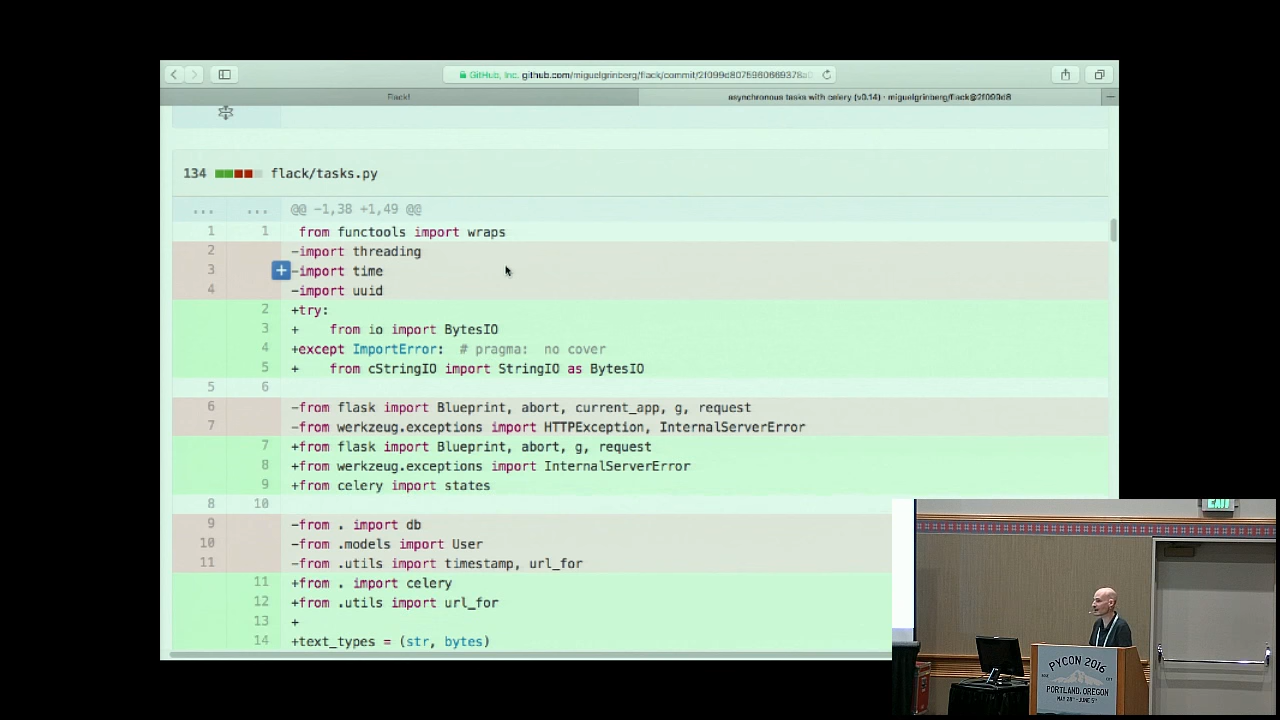 GitHub, Inc. github.com/miguelgrinberg/flack/commit/2f099d8075960669378a
Flack! asynchronous tasks with celery (v0.14) · miguelgrinberg/flack@2f099d8
134 flack/tasks.py
... ... @@ -1,38 +1,49 @@
1 1 from functools import wraps
2 -import threading
3 -import time
4 -import uuid
2 +try:
3 + from io import BytesIO
4 +except ImportError: # pragma: no cover
5 + from cStringIO import StringIO as BytesIO
5 6
6 -from flask import Blueprint, abort, current_app, g, request
7 -from werkzeug.exceptions import HTTPException, InternalServerError
7 +from flask import Blueprint, abort, g, request
8 +from werkzeug.exceptions import InternalServerError
9 +from celery import states
8 10
9 -from . import db
10 -from .models import User
11 -from .utils import timestamp, url_for
11 +from . import celery
12 +from .utils import url_for
13 +
14 +text_types = (str, bytes)
EXIT
PYCON 2016
PORTLAND, OREGON
MAY 28TH - JUNE 5TH